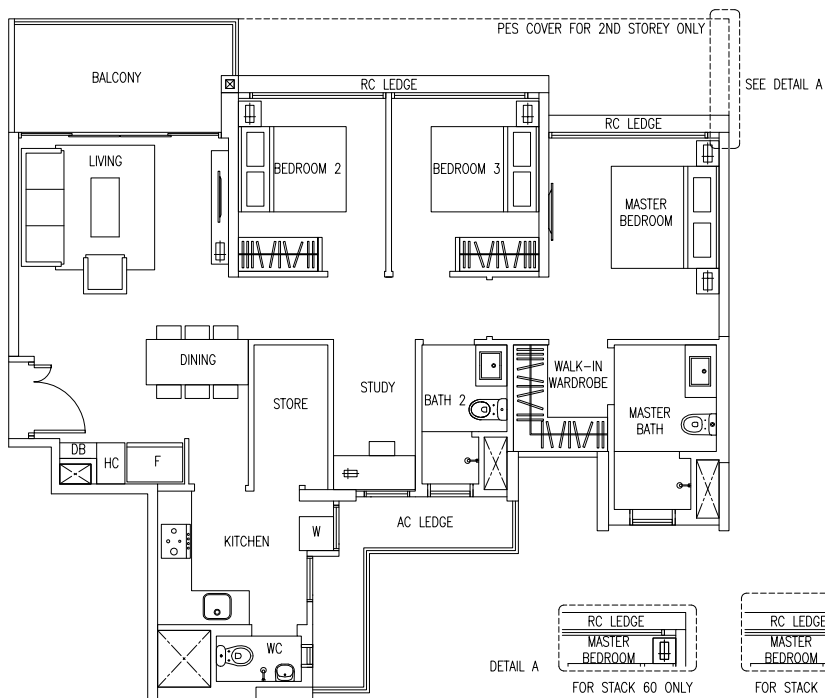 PES COVER FOR 2ND STOREY ONLY
BALCONY
RC LEDGE
SEE DETAIL A
RC LEDGE
LIVING
BEDROOM 2
BEDROOM 3
MASTER
BEDROOM
DINING
STUDY
WALK-IN
WARDROBE
STORE
BATH 2
MASTER
BATH
DB
HC
F
AC LEDGE
KITCHEN
W
WC
DETAIL A
RC LEDGE
MASTER
BEDROOM
FOR STACK 60 ONLY
RC LEDGE
MASTER
BEDROOM
FOR STACK